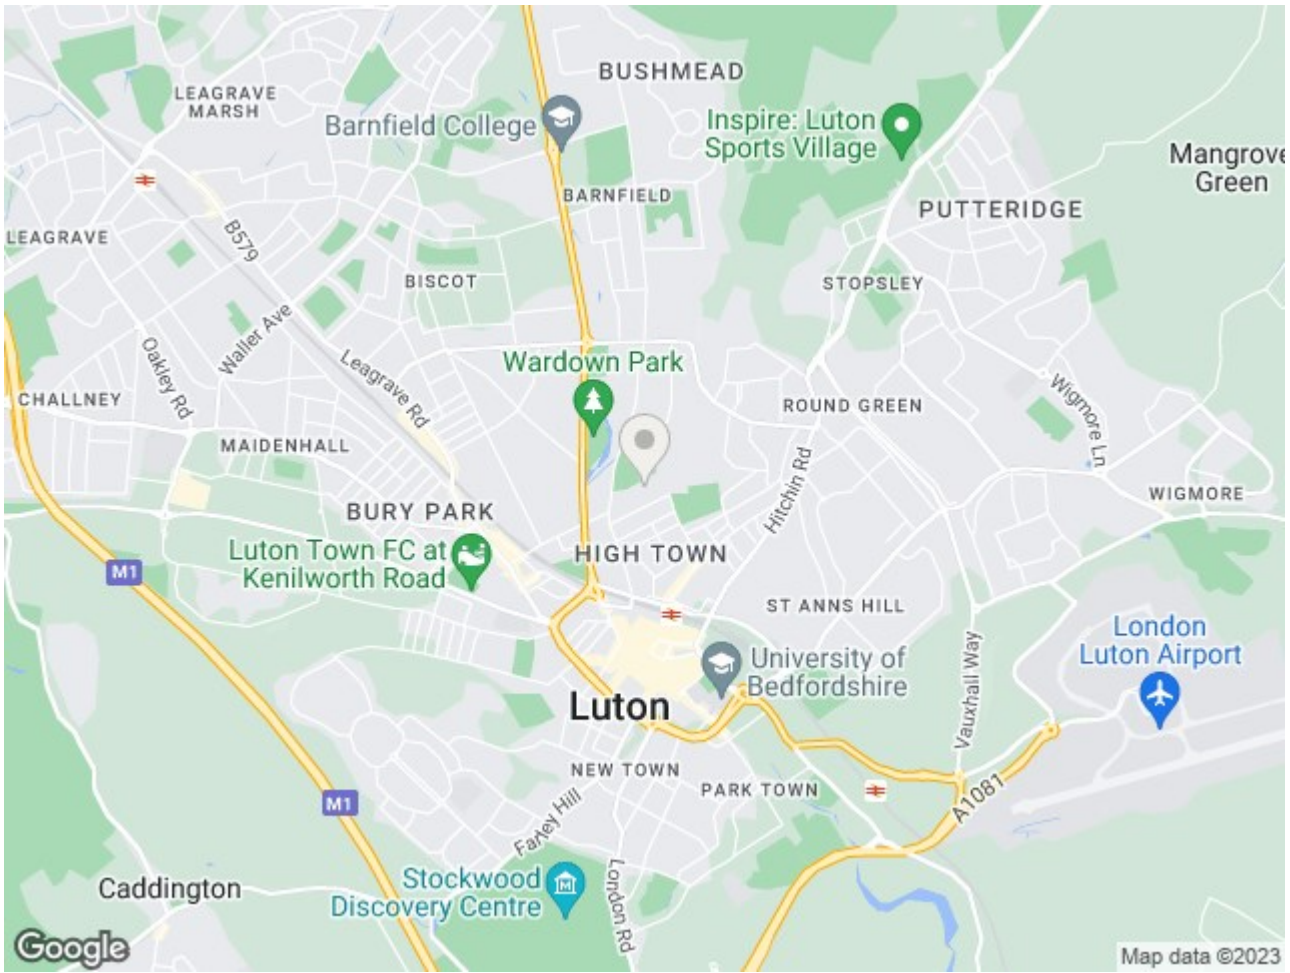 BUSHMEAD
LEAGRAVE
MARSH
Barnfield College
Inspire: Luton
Sports Village
Mangrove
Green
BARNFIELD
PUTTERIDGE
LEAGRAVE
B579
BISCOT
STOPSLEY
Waller Ave
Oakley Rd
Leagrave Rd
Wardown Park
CHALLNEY
ROUND GREEN
Wigmore Ln
MAIDENHALL
Hitchin Rd
WIGMORE
BURY PARK
Luton Town FC at
Kenilworth Road
HIGH TOWN
M1
ST ANNS HILL
London
Luton Airport
University of
Bedfordshire
Vauxhall Way
Luton
NEW TOWN
PARK TOWN
A1081
M1
Farley Hill
London Rd
Caddington
Stockwood
Discovery Centre
M
Google
Map data ©2023